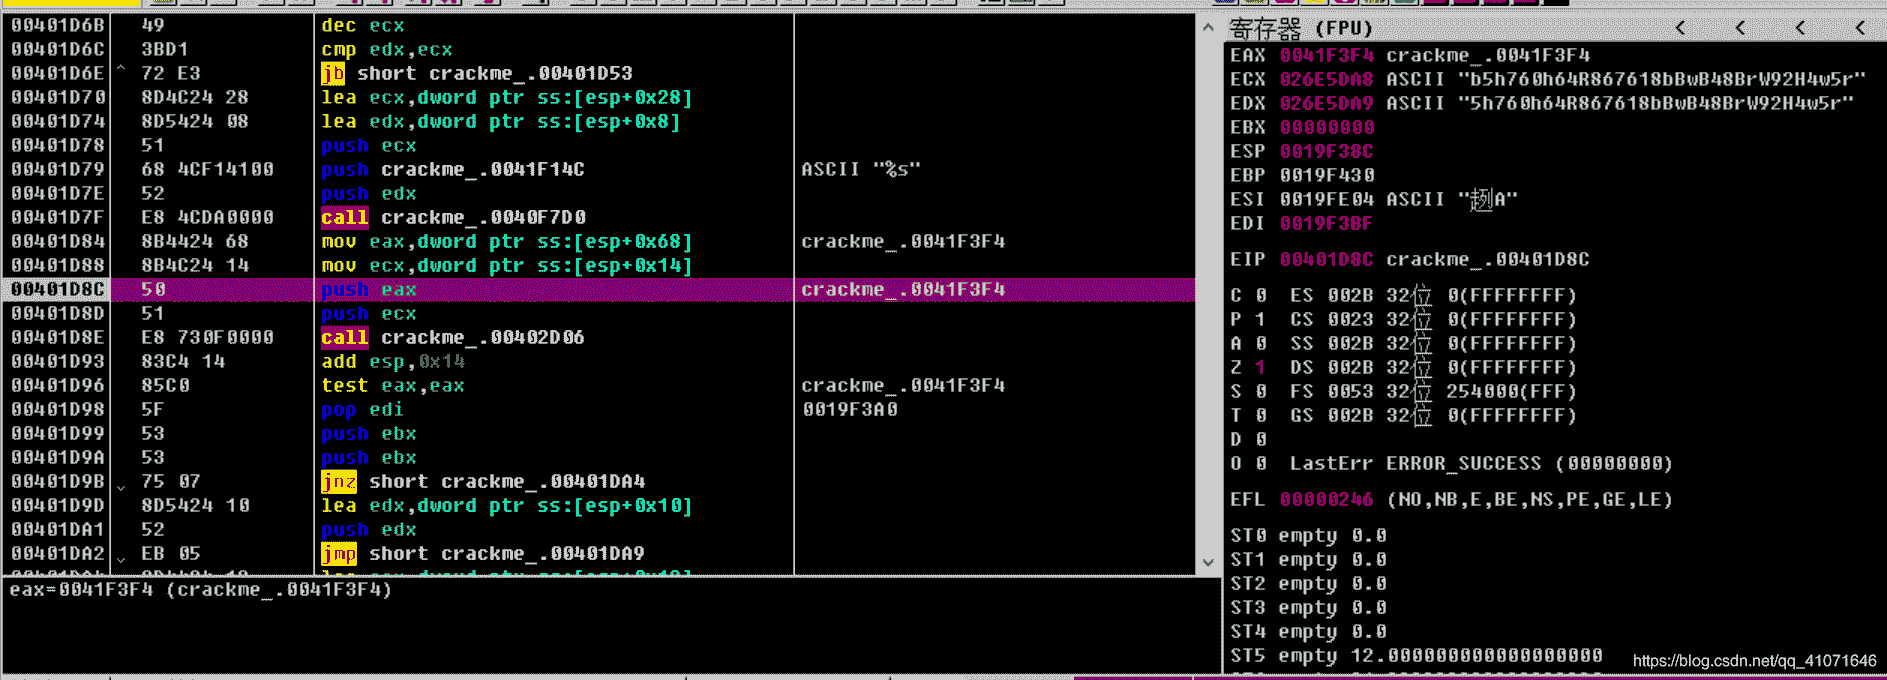 00401D6B 49 dec ecx
00401D6C 3BD1 cmp edx,ecx
00401D6E ^ 72 E3 jb short crackme_.00401D53
00401D70 8D4C24 28 lea ecx,dword ptr ss:[esp+0x28]
00401D74 8D5424 08 lea edx,dword ptr ss:[esp+0x8]
00401D78 51 push ecx
00401D79 68 4CF14100 push crackme_.0041F14C ASCII "%s"
00401D7E 52 push edx
00401D7F E8 4CDA0000 call crackme_.0040F7D0
00401D84 8B4424 68 mov eax,dword ptr ss:[esp+0x68] crackme_.0041F3F4
00401D88 8B4C24 14 mov ecx,dword ptr ss:[esp+0x14]
00401D8C 50 push eax crackme_.0041F3F4
00401D8D 51 push ecx
00401D8E E8 730F0000 call crackme_.00402D06
00401D93 83C4 14 add esp,0x14
00401D96 85C0 test eax,eax crackme_.0041F3F4
00401D98 5F pop edi 0019F3A0
00401D99 53 push ebx
00401D9A 53 push ebx
00401D9B 75 07 jnz short crackme_.00401DA4
00401D9D 8D5424 10 lea edx,dword ptr ss:[esp+0x10]
00401DA1 52 push edx
00401DA2 EB 05 jmp short crackme_.00401DA9
eax=0041F3F4 (crackme_.0041F3F4)
寄存器 (FPU) < < < <
EAX 0041F3F4 crackme_.0041F3F4
ECX 026E5DA8 ASCII "b5h760h64R867618bBwB48BrW92H4w5r"
EDX 026E5DA9 ASCII "5h760h64R867618bBwB48BrW92H4w5r"
EBX 00000000
ESP 0019F38C
EBP 0019F430
ESI 0019FE04 ASCII "A"
EDI 0019F3BF
EIP 00401D8C crackme_.00401D8C
C 0 ES 002B 32位 0(FFFFFFFF)
P 1 CS 0023 32位 0(FFFFFFFF)
A 0 SS 002B 32位 0(FFFFFFFF)
Z 1 DS 002B 32位 0(FFFFFFFF)
S 0 FS 0053 32位 254000(FFF)
T 0 GS 002B 32位 0(FFFFFFFF)
D 0
O 0 LastErr ERROR_SUCCESS (00000000)
EFL 00000246 (NO,NB,E,BE,NS,PE,GE,LE)
ST0 empty 0.0
ST1 empty 0.0
ST2 empty 0.0
ST3 empty 0.0
ST4 empty 0.0
ST5 empty 12.000000000000000000
https://blog.csdn.net/qq_41071646